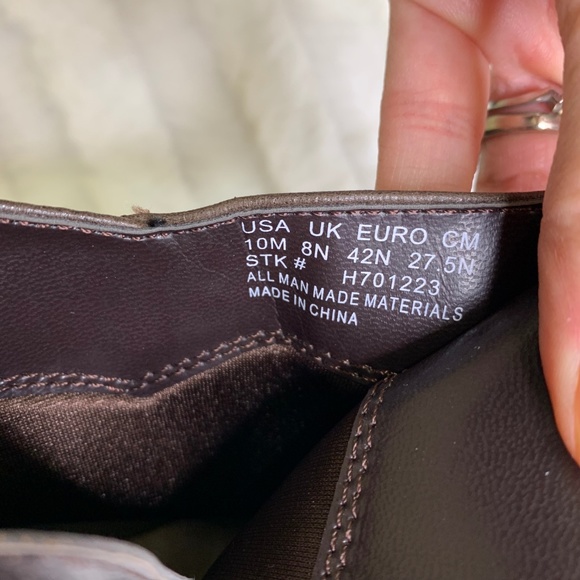 USA UK EURO CM
10M 8N 42N 27.5N
STK # H701223
ALL MAN MADE MATERIALS
MADE IN CHINA